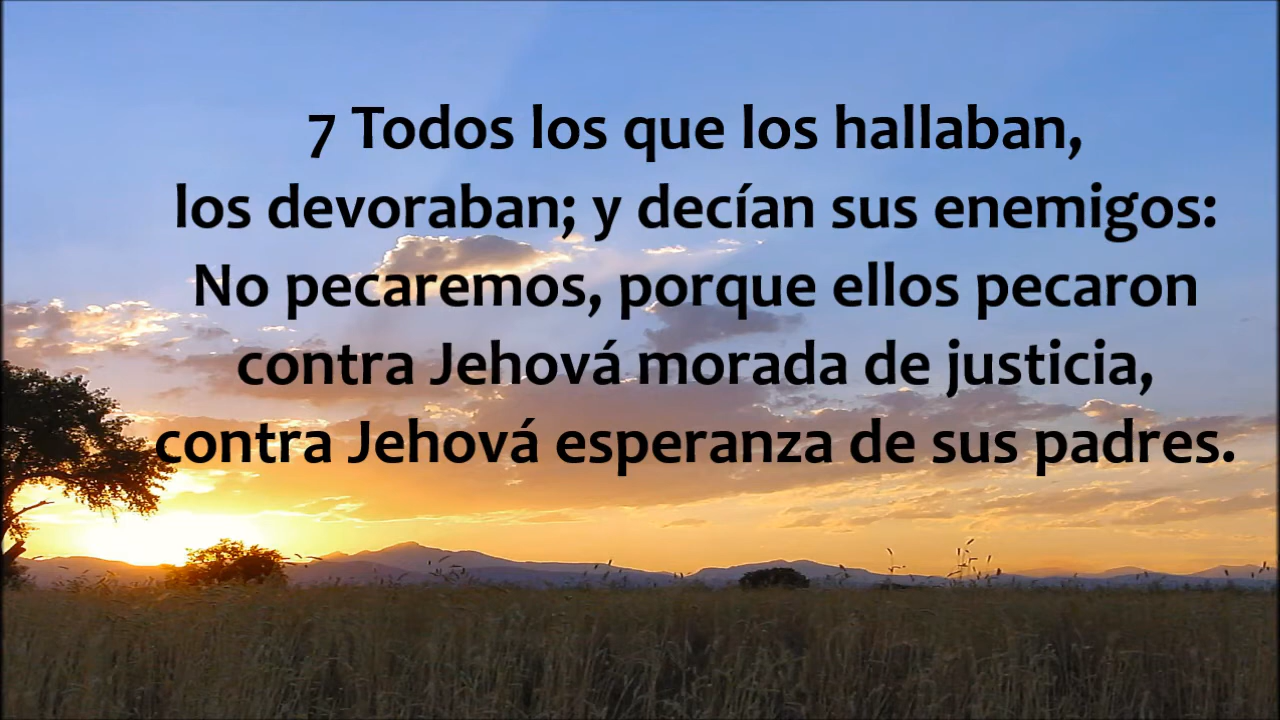 7 Todos los que los hallaban,
los devoraban; y decían sus enemigos:
No pecaremos, porque ellos pecaron
contra Jehová morada de justicia,
contra Jehová esperanza de sus padres.